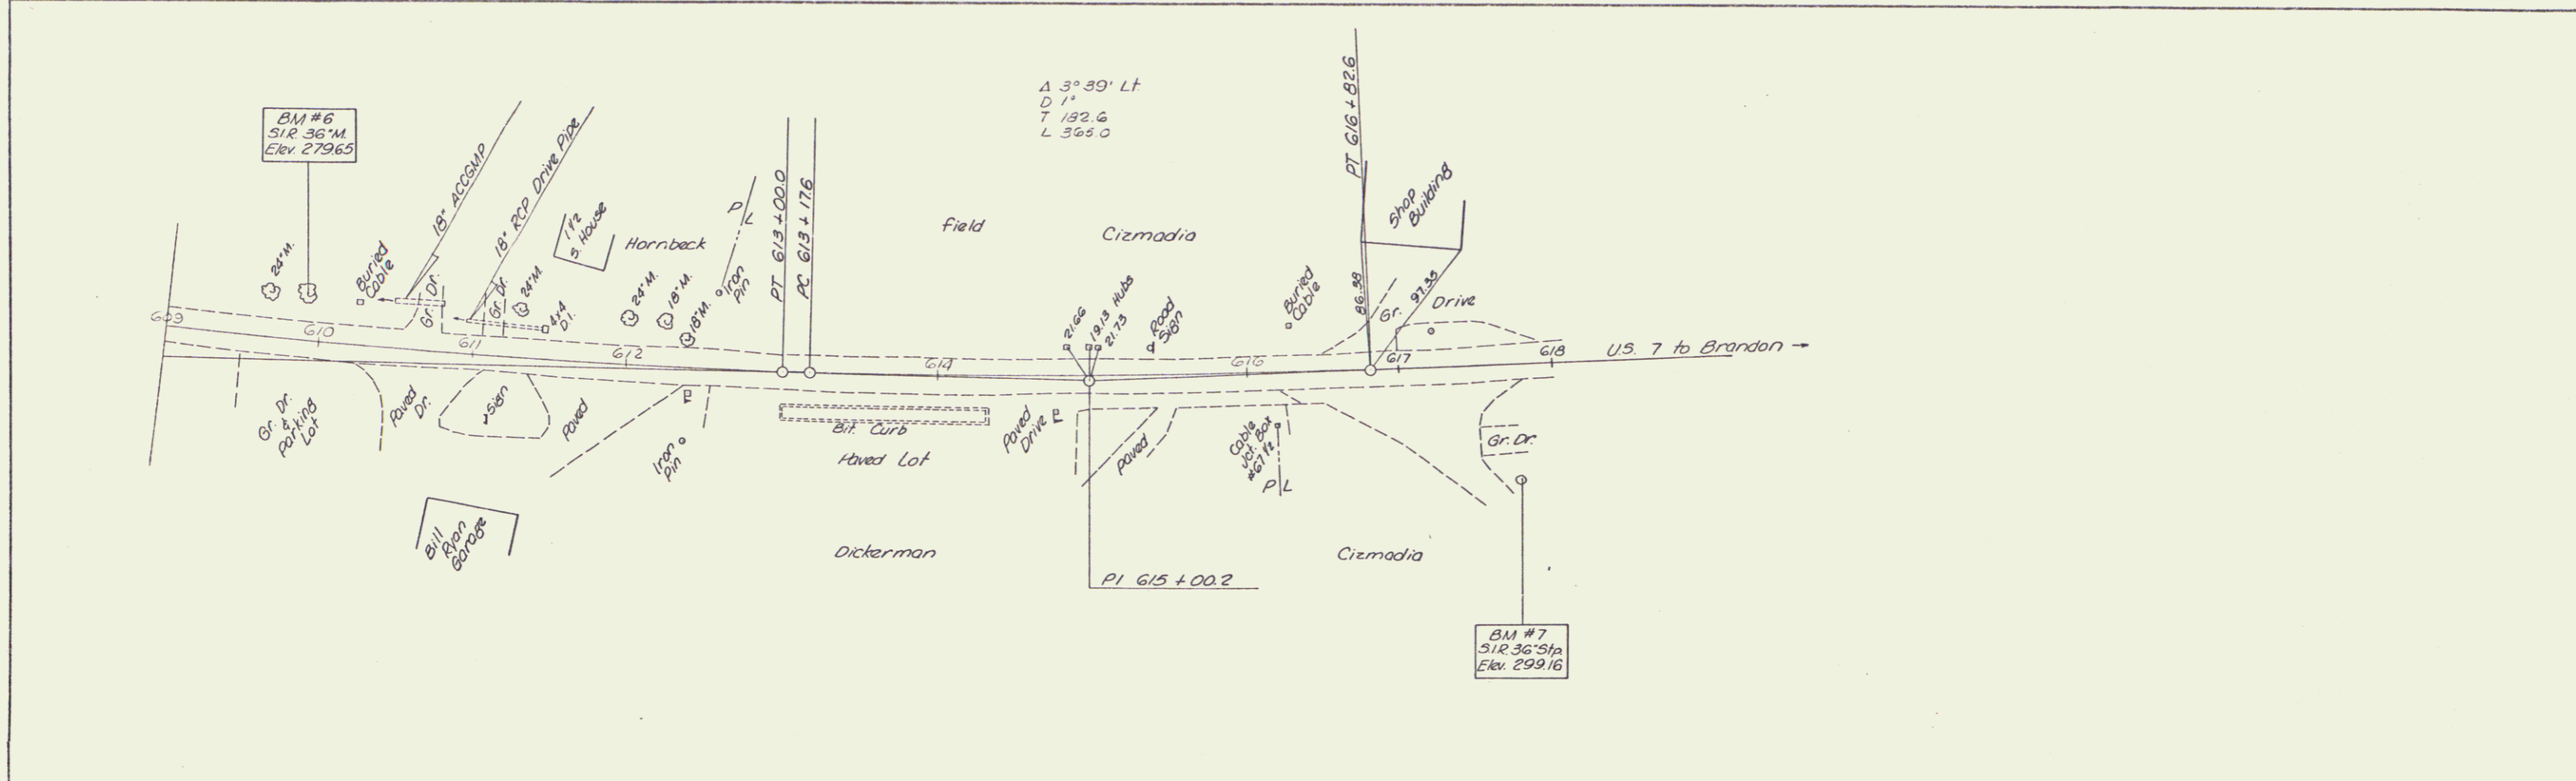 Δ 3° 39' Lt.
D 1°
T 182.6
L 365.0
PT 616 + 82.6
BM #6
S.I.R. 36" M.
Elev. 279.65
18" ACCGMP
18" RCP Drive Pipe
1 1/2
S. House
Hornbeck
P L
PT 613 + 00.0
PC 613 + 17.6
Field
Cizmadia
Shop
Building
24" M.
Buried
Cable
Gr. Dr.
Gr. Dr.
24" M.
4x4
D.I.
24" M.
18" M.
18" M.
Iron
Pin
21.66
19.13 Hubs
21.73
Road
Sign
Buried
Cable
86.38
97.35
Gr. Drive
609
610
611
612
614
616
617
618
U.S. 7 to Brandon
Gr. Dr.
&
Parking
Lot
Paved
Dr.
Sign
Paved
P
Iron
Pin
Bit. Curb
Paved Lot
Paved
Drive
P
Paved
Cable
Jct. Box
#67 1/2
P L
Gr. Dr.
Bill
Ryan
Garage
Dickerman
Cizmadia
PI 615 + 00.2
BM #7
S.I.R. 36" Stp.
Elev. 299.16